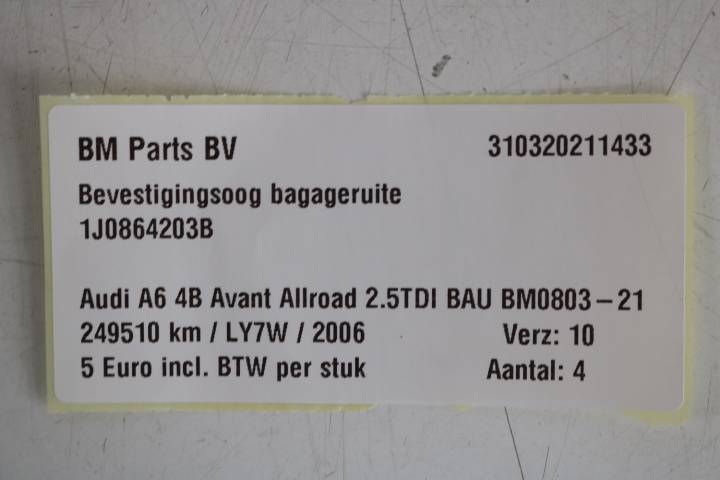 BM Parts BV 310320211433
Bevestigingsoog bagageruite
1J0864203B
Audi A6 4B Avant Allroad 2.5TDI BAU BM0803-21
249510 km / LY7W / 2006 Verz: 10
5 Euro incl. BTW per stuk Aantal: 4